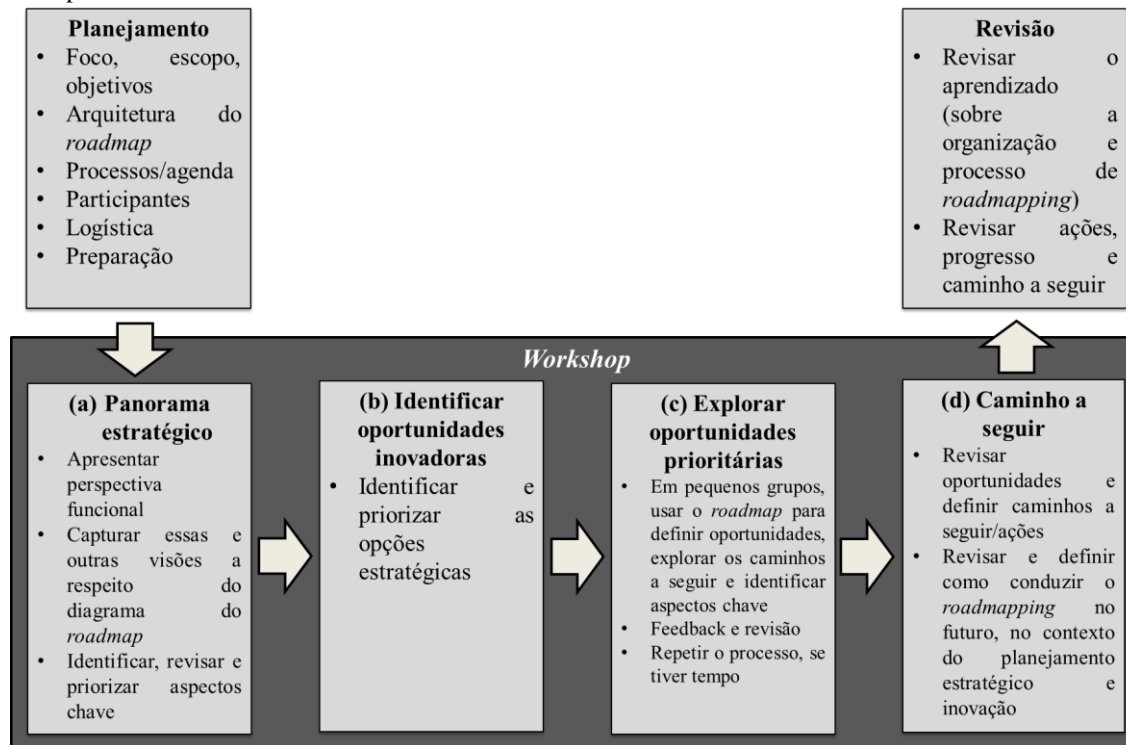 Planejamento
• Foco, escopo,
objetivos
• Arquitetura do
roadmap
• Processos/agenda
• Participantes
• Logística
• Preparação
Revisão
• Revisar o
aprendizado
(sobre a
organização e
processo de
roadmapping)
• Revisar ações,
progresso e
caminho a seguir
Workshop
(a) Panorama
estratégico
• Apresentar
perspectiva
funcional
• Capturar essas e
outras visões a
respeito do
diagrama do
roadmap
• Identificar, revisar e
priorizar aspectos
chave
(b) Identificar
oportunidades
inovadoras
• Identificar e
priorizar as
opções
estratégicas
(c) Explorar
oportunidades
prioritárias
• Em pequenos grupos,
usar o roadmap para
definir oportunidades,
explorar os caminhos
a seguir e identificar
aspectos chave
• Feedback e revisão
• Repetir o processo, se
tiver tempo
(d) Caminho a
seguir
• Revisar
oportunidades e
definir caminhos a
seguir/ações
• Revisar e definir
como conduzir o
roadmapping no
futuro, no contexto
do planejamento
estratégico e
inovação